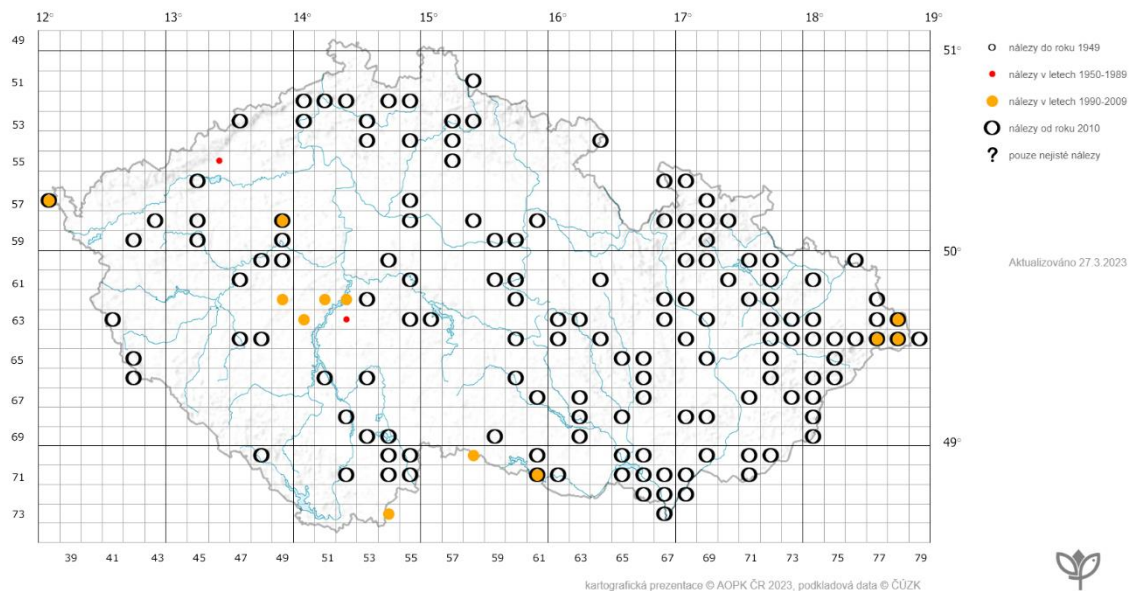 12° 13° 14° 15° 16° 17° 18° 19°
49
51° nálezy do roku 1949
51
nálezy v letech 1950-1989
nálezy v letech 1990-2009
53
nálezy od roku 2010
55
? pouze nejisté nálezy
57
59
50°
Aktualizováno 27.3.2023
61
63
65
67
69
49°
71
73
39 41 43 45 47 49 51 53 55 57 59 61 63 65 67 69 71 73 75 77 79
kartografická prezentace © AOPK ČR 2023, podkladová data © ČÚZK